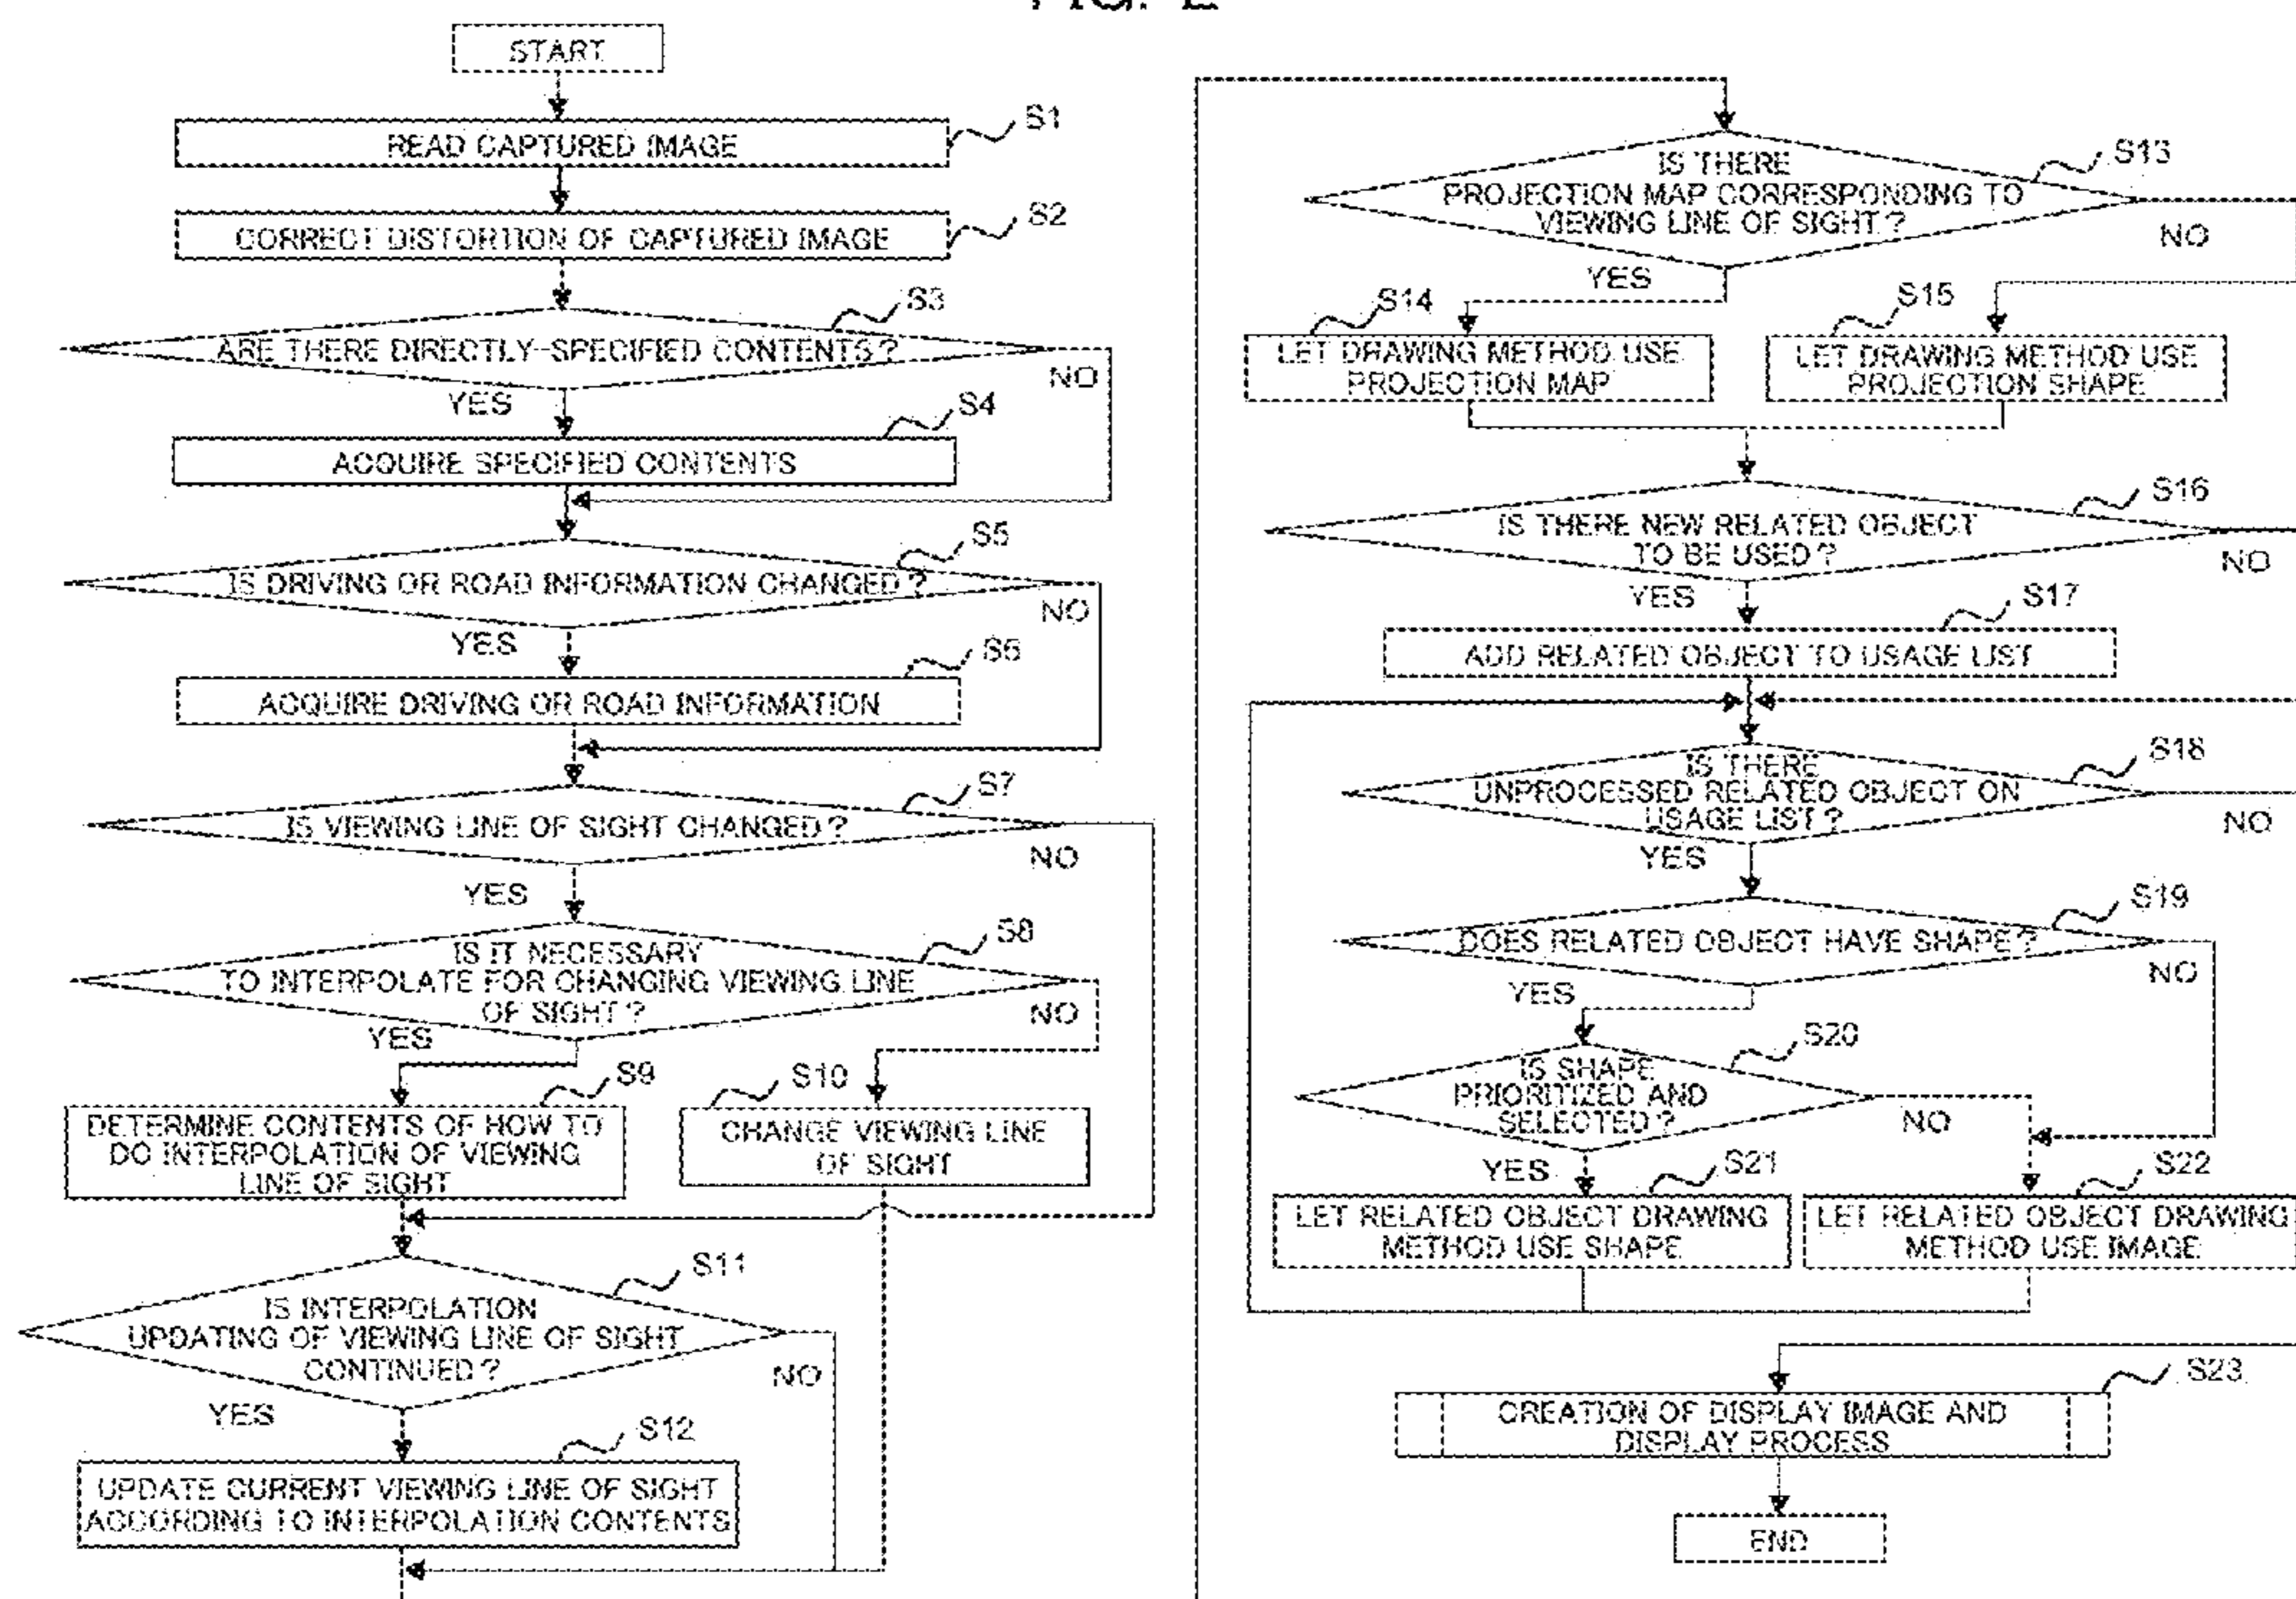 START
S1
READ CAPTURED IMAGE
S2
CORRECT DISTORTION OF CAPTURED IMAGE
S3
ARE THERE DIRECTLY-SPECIFIED CONTENTS?
NO
YES
S4
ACQUIRE SPECIFIED CONTENTS
S5
IS DRIVING OR ROAD INFORMATION CHANGED?
NO
YES
S6
ACQUIRE DRIVING OR ROAD INFORMATION
S7
IS VIEWING LINE OF SIGHT CHANGED?
NO
YES
S8
IS IT NECESSARY
TO INTERPOLATE FOR CHANGING VIEWING LINE
OF SIGHT?
NO
YES
S9
DETERMINE CONTENTS OF HOW TO
DO INTERPOLATION OF VIEWING
LINE OF SIGHT
S10
CHANGE VIEWING LINE
OF SIGHT
S11
IS INTERPOLATION
UPDATING OF VIEWING LINE OF SIGHT
CONTINUED?
NO
YES
S12
UPDATE CURRENT VIEWING LINE OF SIGHT
ACCORDING TO INTERPOLATION CONTENTS
S13
IS THERE
PROJECTION MAP CORRESPONDING TO
VIEWING LINE OF SIGHT?
NO
YES
S14
LET DRAWING METHOD USE
PROJECTION MAP
S15
LET DRAWING METHOD USE
PROJECTION SHAPE
S16
IS THERE NEW RELATED OBJECT
TO BE USED?
NO
YES
S17
ADD RELATED OBJECT TO USAGE LIST
S18
IS THERE
UNPROCESSED RELATED OBJECT ON
USAGE LIST?
NO
YES
S19
DOES RELATED OBJECT HAVE SHAPE?
NO
YES
S20
IS SHAPE
PRIORITIZED AND
SELECTED?
NO
YES
S21
LET RELATED OBJECT DRAWING
METHOD USE SHAPE
S22
LET RELATED OBJECT DRAWING
METHOD USE IMAGE
S23
CREATION OF DISPLAY IMAGE AND
DISPLAY PROCESS
END